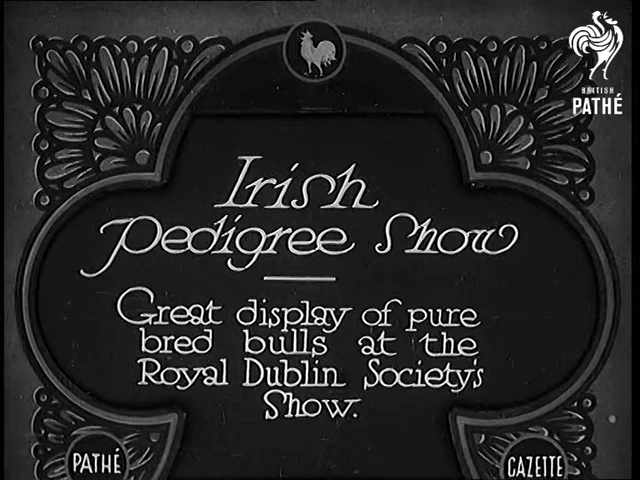 BRITISH
PATHÉ
Irish
Pedigree Show
Great display of pure
bred bulls at the
Royal Dublin Society's
Show.
PATHÉ
GAZETTE